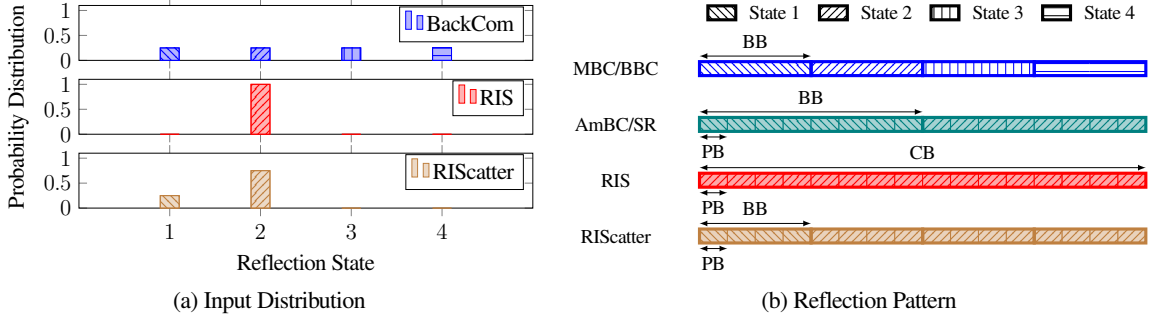 Probability Distribution
1
0.5
0
BackCom
1
0.5
0
RIS
1
0.5
0
RIScatter
1 2 3 4
Reflection State
(a) Input Distribution
State 1 State 2 State 3 State 4
BB
MBC/BBC
BB
AmBC/SR
PB
CB
RIS
PB
BB
RIScatter
PB
(b) Reflection Pattern